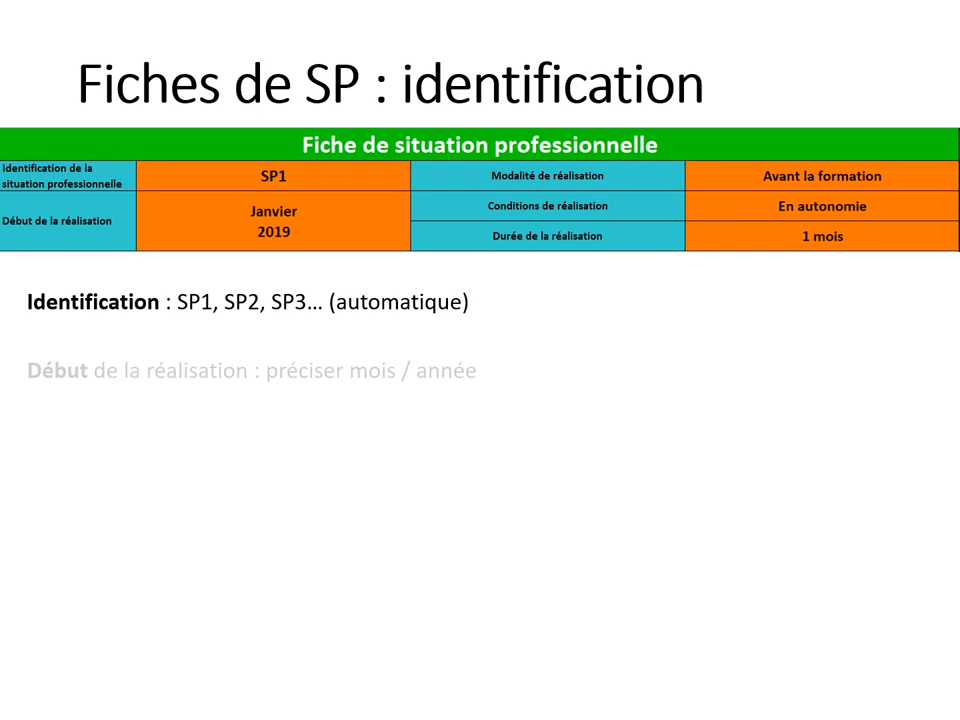 Fiches de SP : identification
Fiche de situation professionnelle
Identification de la
situation professionnelle
SP1
Modalité de réalisation
Avant la formation
Début de la réalisation
Janvier
2019
Conditions de réalisation
En autonomie
Durée de la réalisation
1 mois
Identification : SP1, SP2, SP3... (automatique)
Début de la réalisation : préciser mois / année